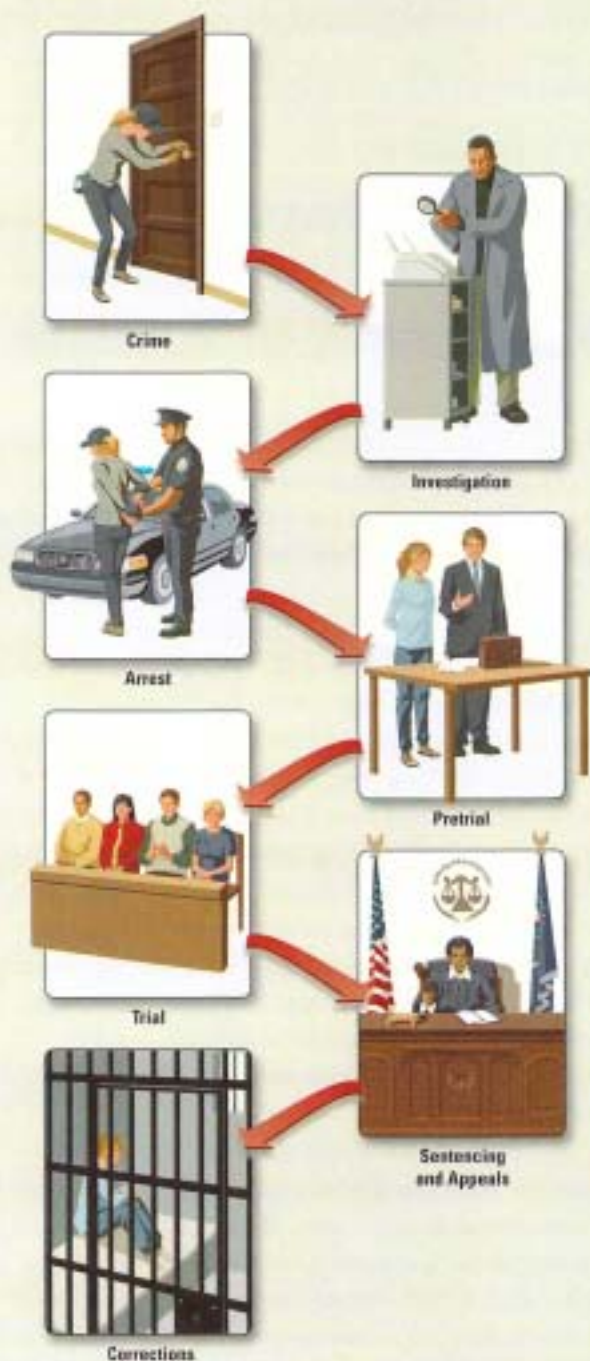 Crime
Investigation
Arrest
Pretrial
Trial
Sentencing
and Appeals
Corrections